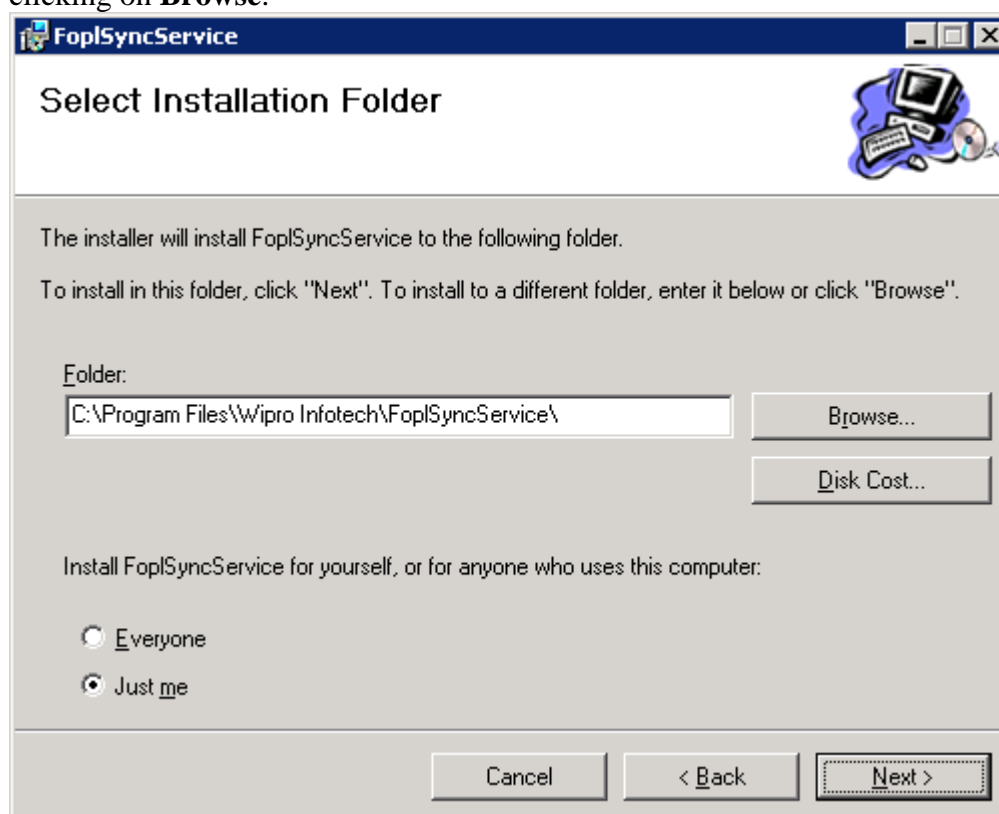 clicking on Browse.
FoplSyncService
Select Installation Folder
The installer will install FoplSyncService to the following folder.
To install in this folder, click "Next". To install to a different folder, enter it below or click "Browse".
Folder:
C:\Program Files\Wipro Infotech\FoplSyncService\
Browse...
Disk Cost...
Install FoplSyncService for yourself, or for anyone who uses this computer:
Everyone
Just me
Cancel
< Back
Next >